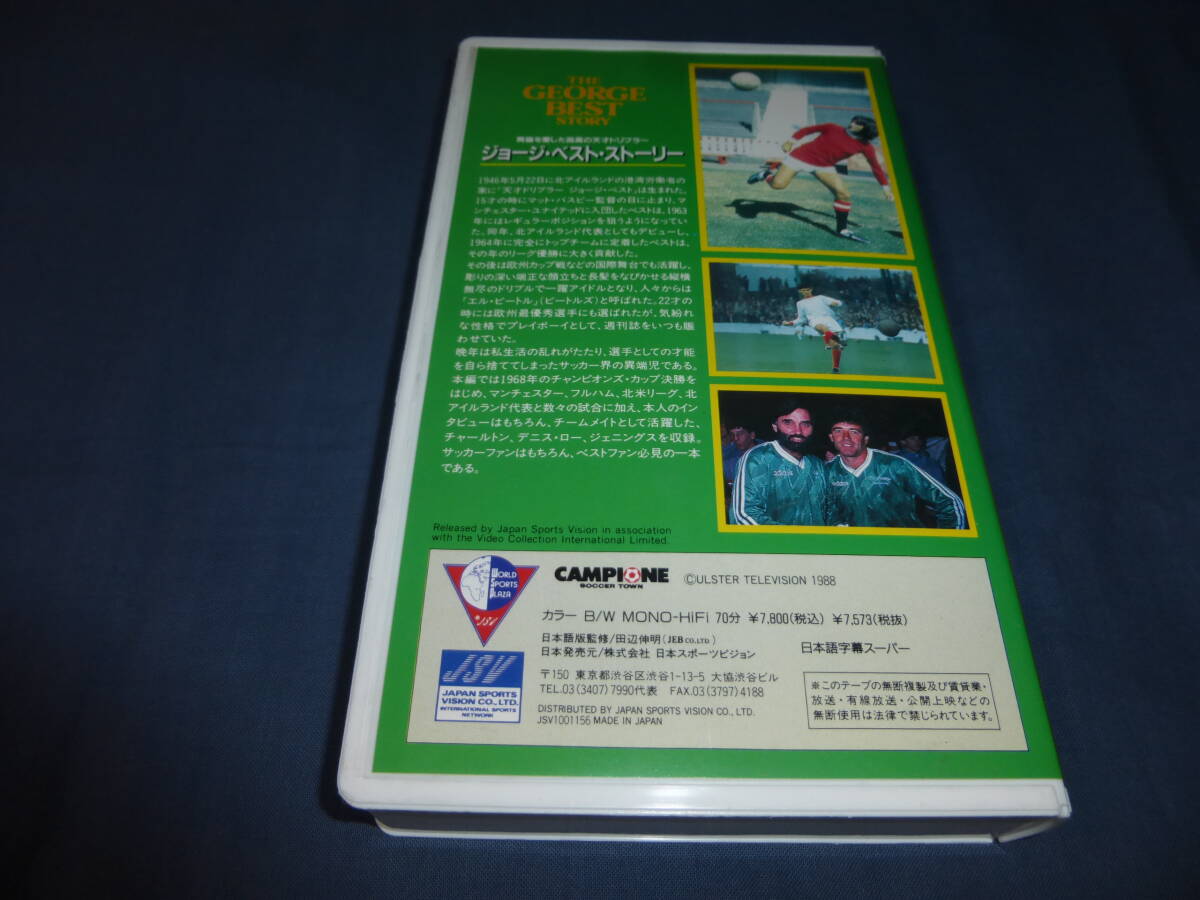 THE
GEORGE
BEST
STORY
ジョージ・ベスト・ストーリー
1946年5月22日に北アイルランドの港湾労働者の
家に「天才ドリブラー ジョージ・ベスト」は生まれた。
15才の時にマット・バスビー監督の目に止まり、マ
ンチェスター・ユナイテッドに入団したベストは、1963
年にはレギュラーポジションを狙うようになってい
た。同年、北アイルランド代表としてもデビューし、
1964年に完全にトップチームに定着したベストは、
その年のリーグ優勝に大きく貢献した。
その後は欧州カップ戦などの国際舞台でも活躍し、
彫りの深い端正な顔立ちと長髪をなびかせる縦横
無尽のドリブルで一躍アイドルとなり、人々からは
「エル・ビートル」(ビートルズ)と呼ばれた。22才の
時には欧州最優秀選手にも選ばれたが、気紛れ
な性格でプレイボーイとして、週刊誌をいつも賑
わせていた。
晩年は私生活の乱れがたたり、選手としての才能
を自ら捨ててしまったサッカー界の異端児である。
本編では1968年のチャンピオンズ・カップ決勝を
はじめ、マンチェスター、フルハム、北米リーグ、北
アイルランド代表と数々の試合に加え、本人のイン
タビューはもちろん、チームメイトとして活躍した、
チャールトン、デニス・ロー、ジェニングスを収録。
サッカーファンはもちろん、ベストファン必見の一本
である。
Released by Japan Sports Vision in association
with the Video Collection International Limited.
WORLD
SPORTS
PLAZA
JSV
CAMPIONE
SOCCER TOWN
©ULSTER TELEVISION 1988
カラー B/W MONO-HiFi 70分 ¥7,800(税込) ¥7,573(税抜)
日本語版監修/田辺伸明(JEB CO.,LTD.)
日本発売元/株式会社 日本スポーツビジョン
日本語字幕スーパー
〒150 東京都渋谷区渋谷1-13-5 大協渋谷ビル
TEL.03(3407)7990代表 FAX.03(3797)4188
DISTRIBUTED BY JAPAN SPORTS VISION CO., LTD.
JSV1001156 MADE IN JAPAN
JSV
JAPAN SPORTS
VISION CO., LTD.
INTERNATIONAL SPORTS
NETWORK
※このテープの無断複製及び賃貸業・
放送・有線放送・公開上映などの
無断使用は法律で禁じられています。